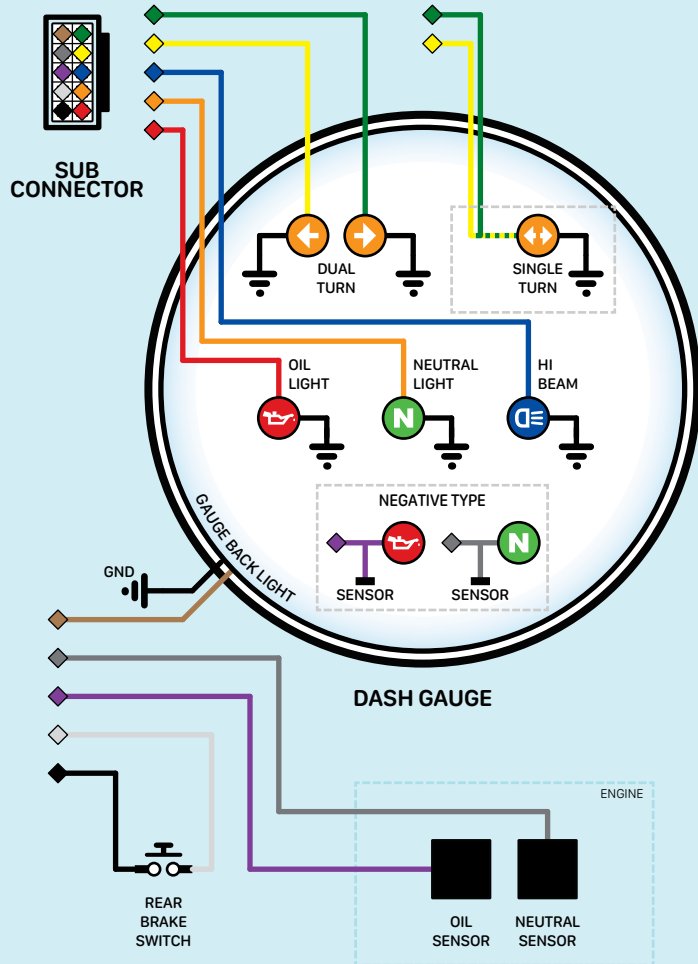 SUB
CONNECTOR
DUAL
TURN
SINGLE
TURN
OIL
LIGHT
NEUTRAL
LIGHT
HI
BEAM
N
NEGATIVE TYPE
N
SENSOR
SENSOR
GAUGE BACK LIGHT
GND
DASH GAUGE
ENGINE
REAR
BRAKE
SWITCH
OIL
SENSOR
NEUTRAL
SENSOR